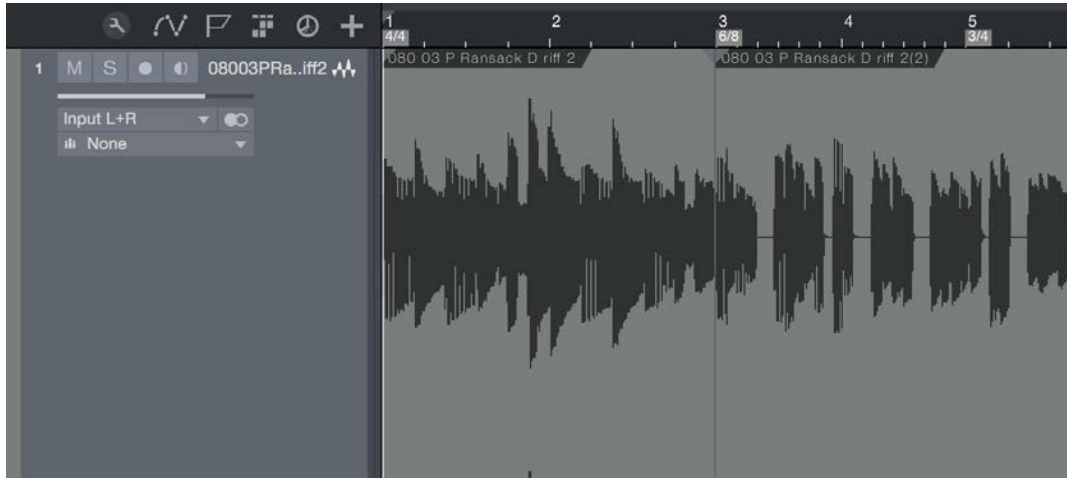 1 2 3 4 5
4/4 6/8 3/4
1 M S 08003PRa..iff2
080 03 P Ransack D riff 2 080 03 P Ransack D riff 2(2)
Input L+R
None